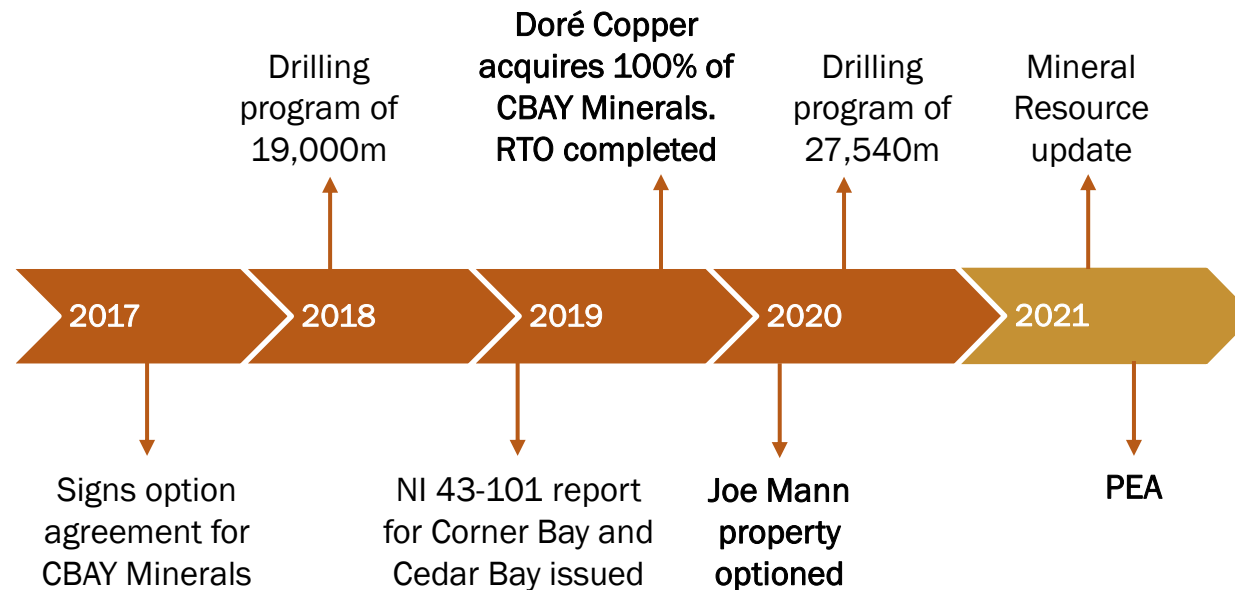 Drilling
program of
19,000m
Doré Copper
acquires 100% of
CBAY Minerals.
RTO completed
Drilling
program of
27,540m
Mineral
Resource
update
2017
2018
2019
2020
2021
Signs option
agreement for
CBAY Minerals
NI 43-101 report
for Corner Bay and
Cedar Bay issued
Joe Mann
property
optioned
PEA